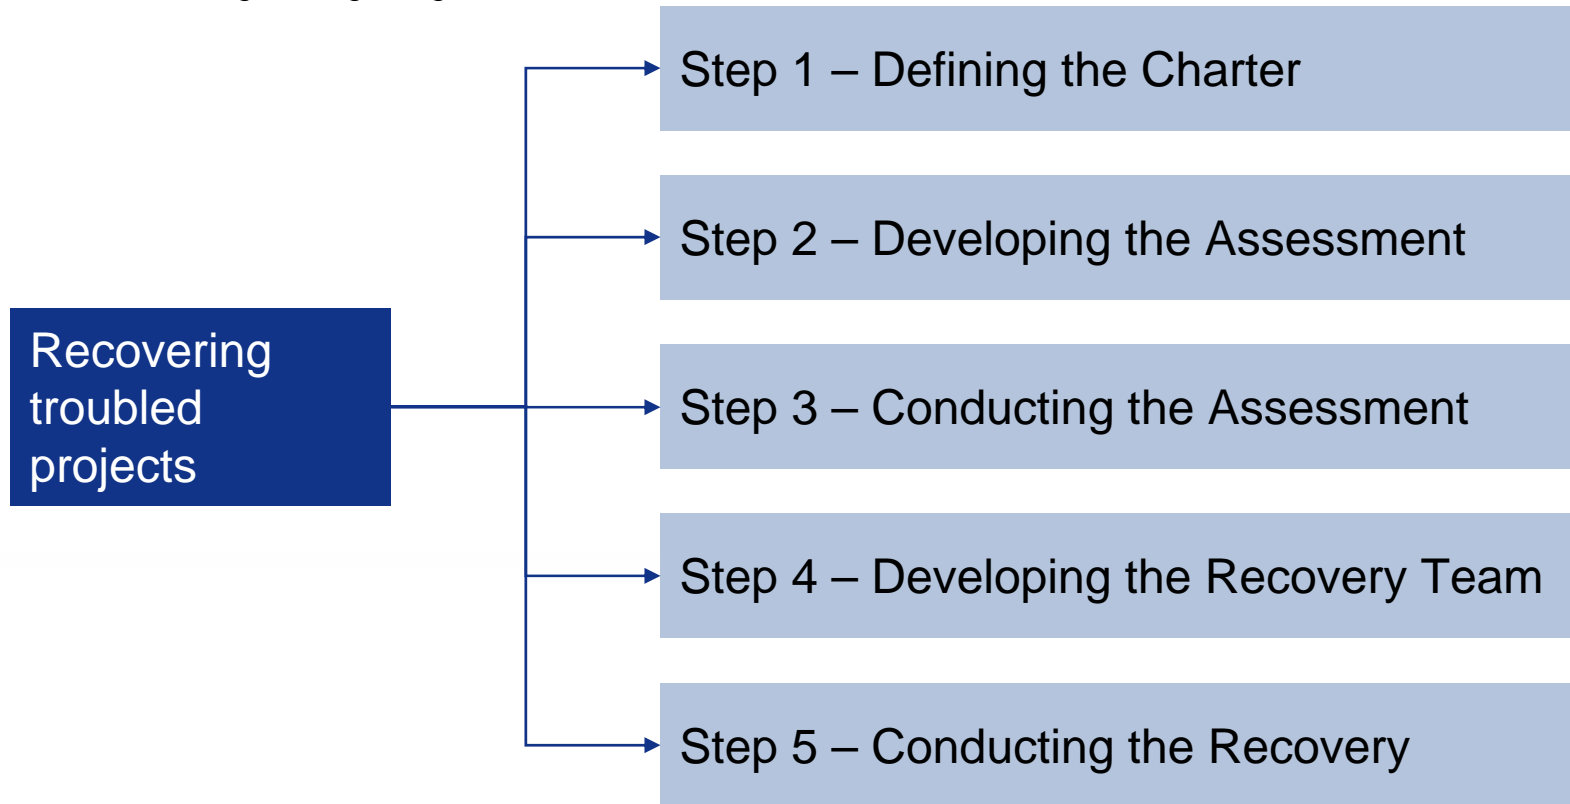 Recovering
troubled
projects
Step 1 – Defining the Charter
Step 2 – Developing the Assessment
Step 3 – Conducting the Assessment
Step 4 – Developing the Recovery Team
Step 5 – Conducting the Recovery